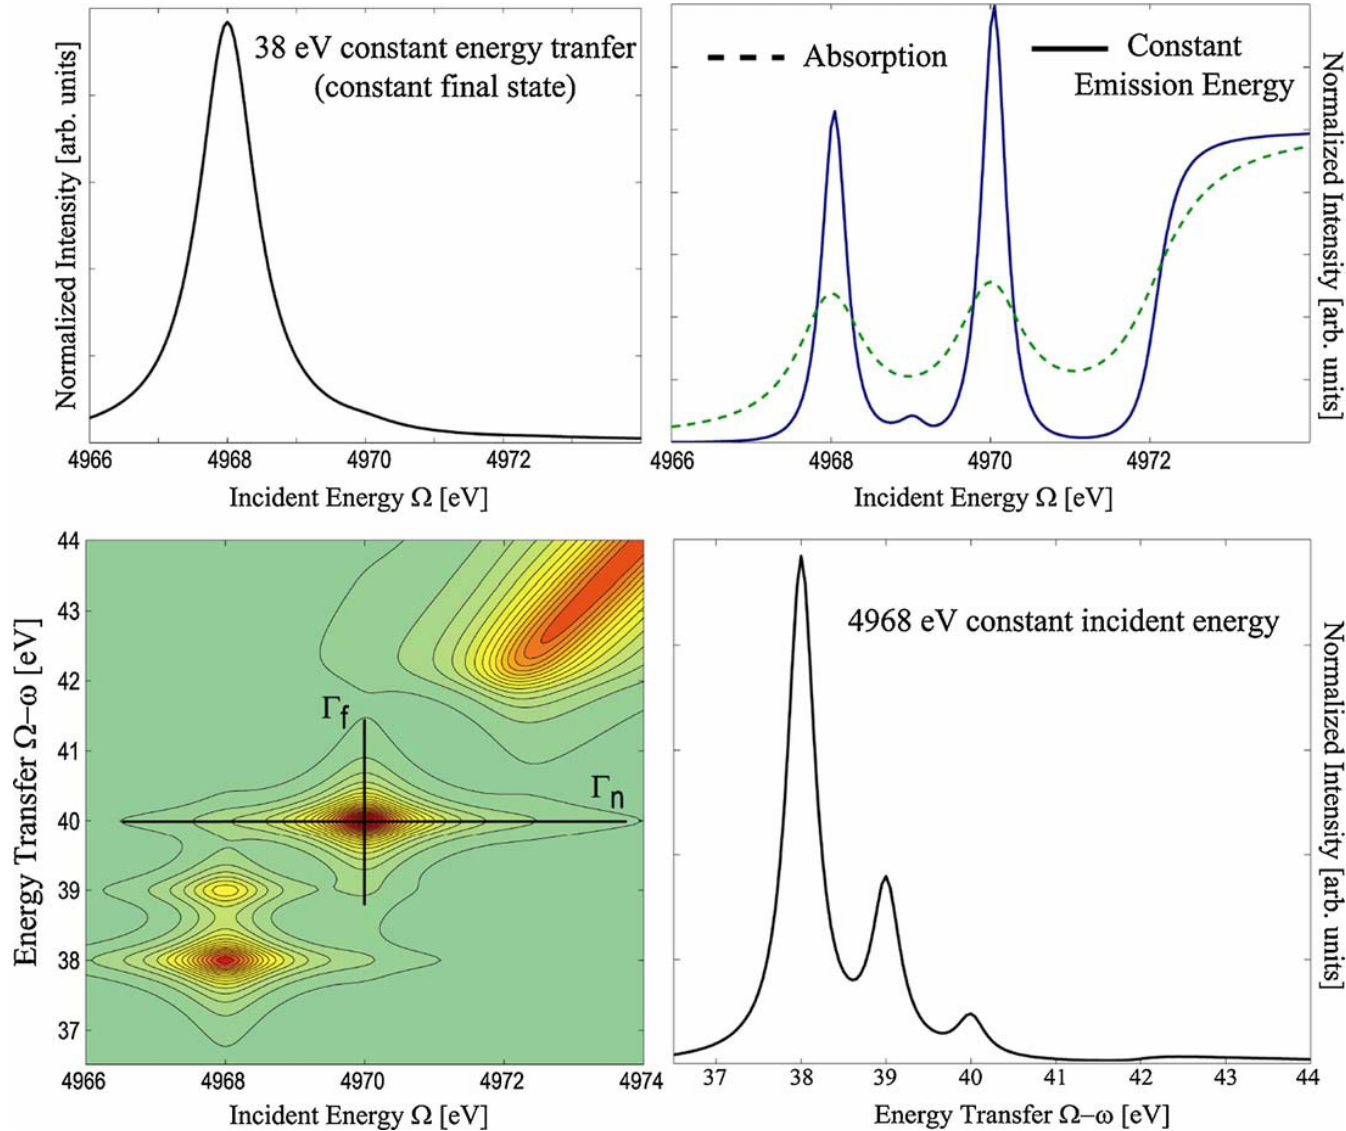 38 eV constant energy tranfer
(constant final state)
Normalized Intensity [arb. units]
4966 4968 4970 4972
Incident Energy Ω [eV]
Absorption
Constant
Emission Energy
Normalized Intensity [arb. units]
4966 4968 4970 4972
Incident Energy Ω [eV]
44
43
42
41
40
39
38
37
Energy Transfer Ω–ω [eV]
Γf
Γn
4966 4968 4970 4972 4974
Incident Energy Ω [eV]
4968 eV constant incident energy
Normalized Intensity [arb. units]
37 38 39 40 41 42 43 44
Energy Transfer Ω–ω [eV]